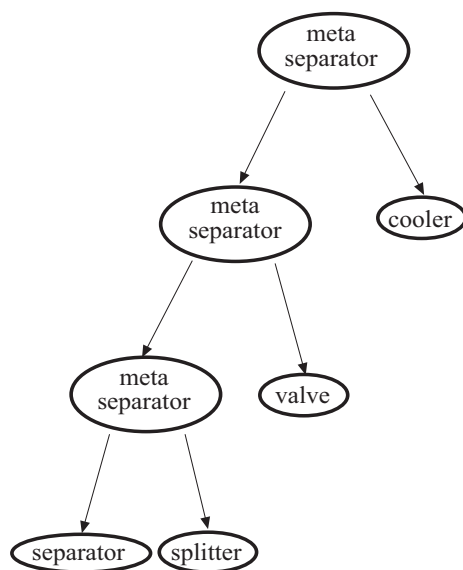 meta
separator
cooler
meta
separator
meta
separator
valve
separator
splitter